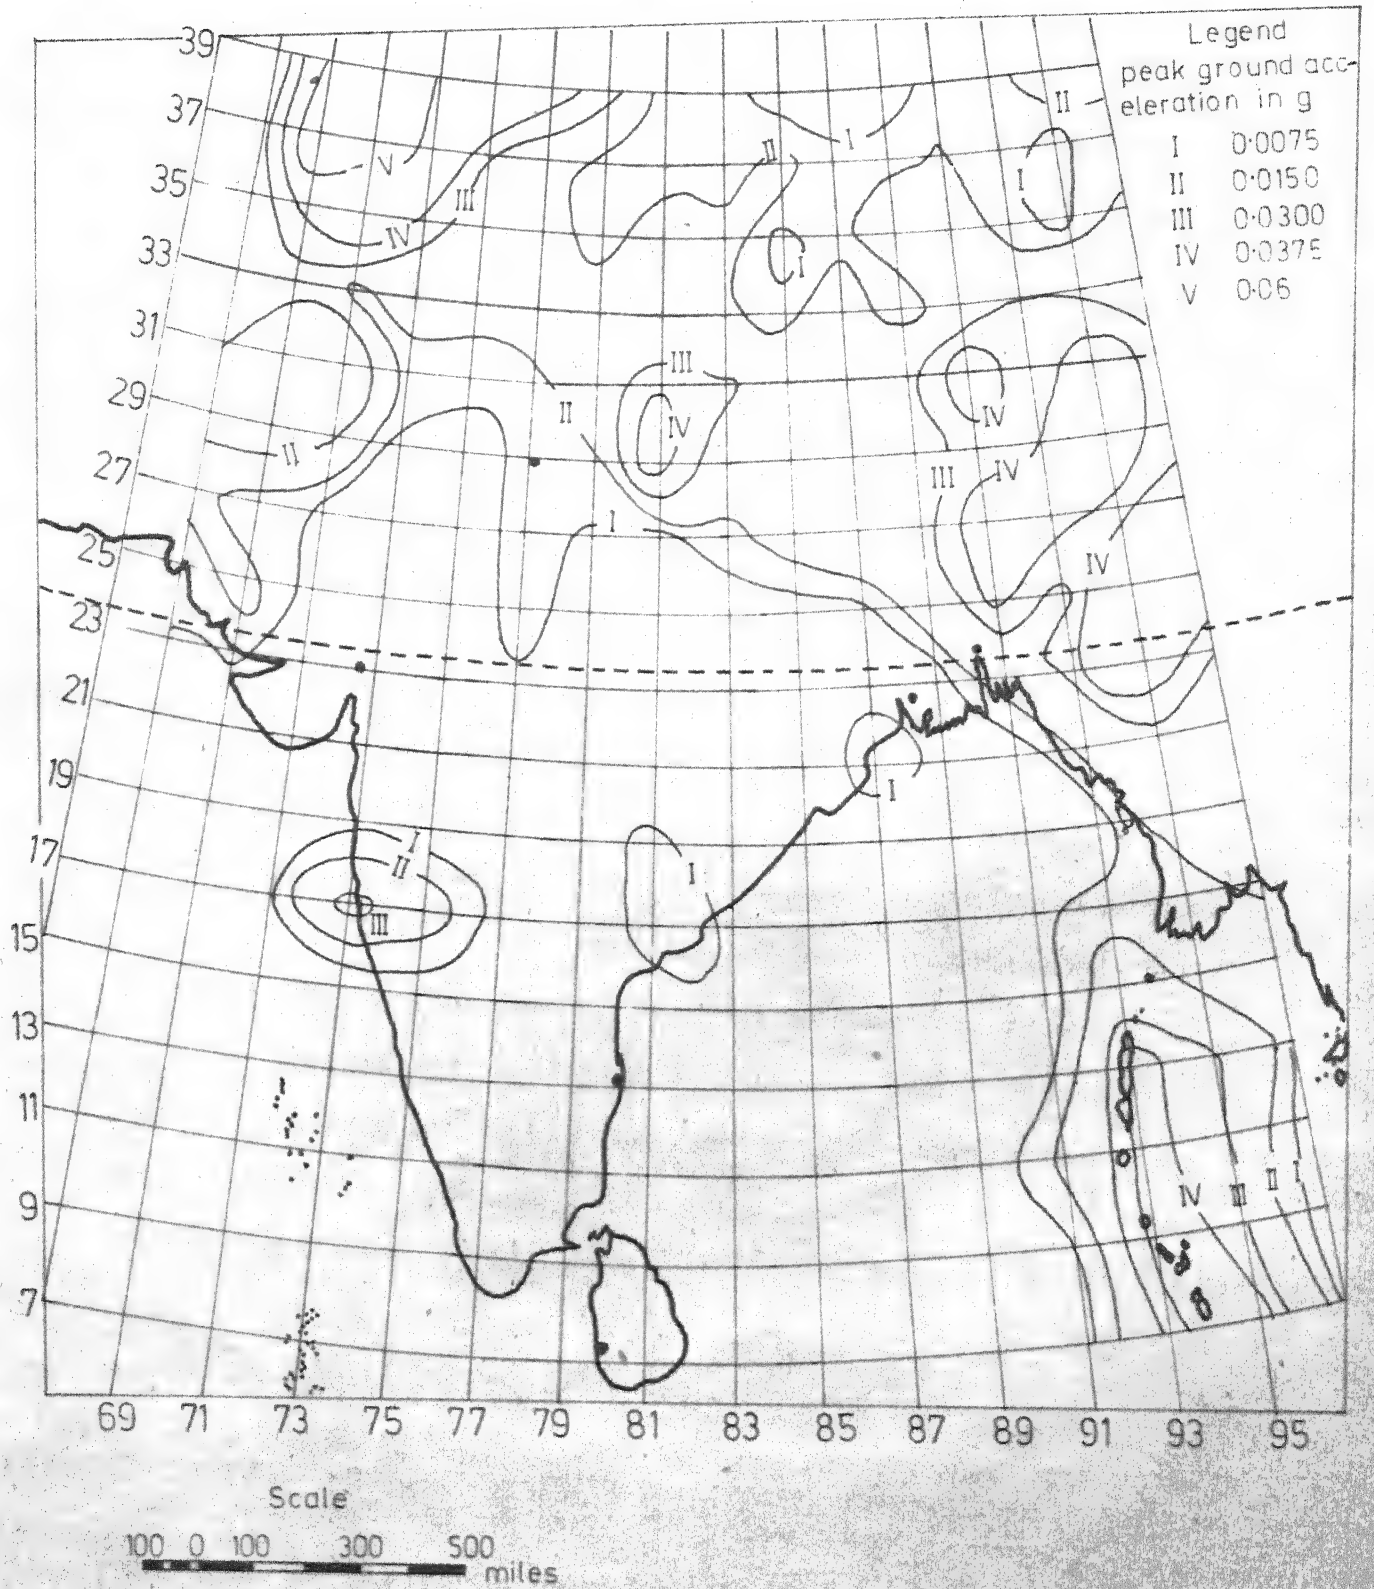 Legend
peak ground acc-
eleration in g
I 0.0075
II 0.0150
III 0.0300
IV 0.0375
V 0.06
39
37
35
33
31
29
27
25
23
21
19
17
15
13
11
9
7
II
I
II
V
I
III
IV
I
III
II
IV
IV
II
III
IV
I
IV
I
I
II
I
III
IV
III
II
I
69 71 73 75 77 79 81 83 85 87 89 91 93 95
Scale
100 0 100 300 500
miles